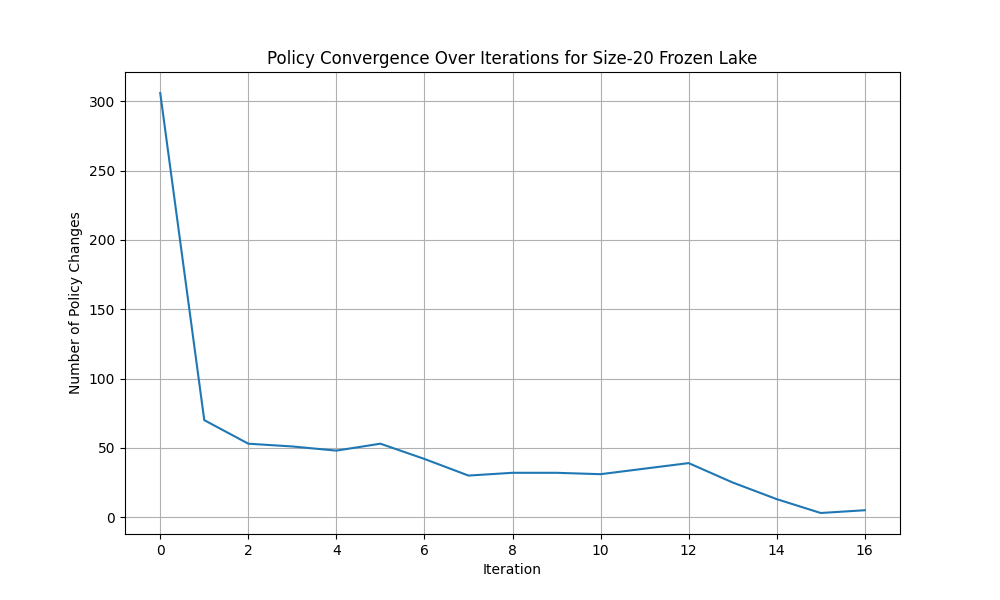 Policy Convergence Over Iterations for Size-20 Frozen Lake
Number of Policy Changes
300
250
200
150
100
50
0
0 2 4 6 8 10 12 14 16
Iteration